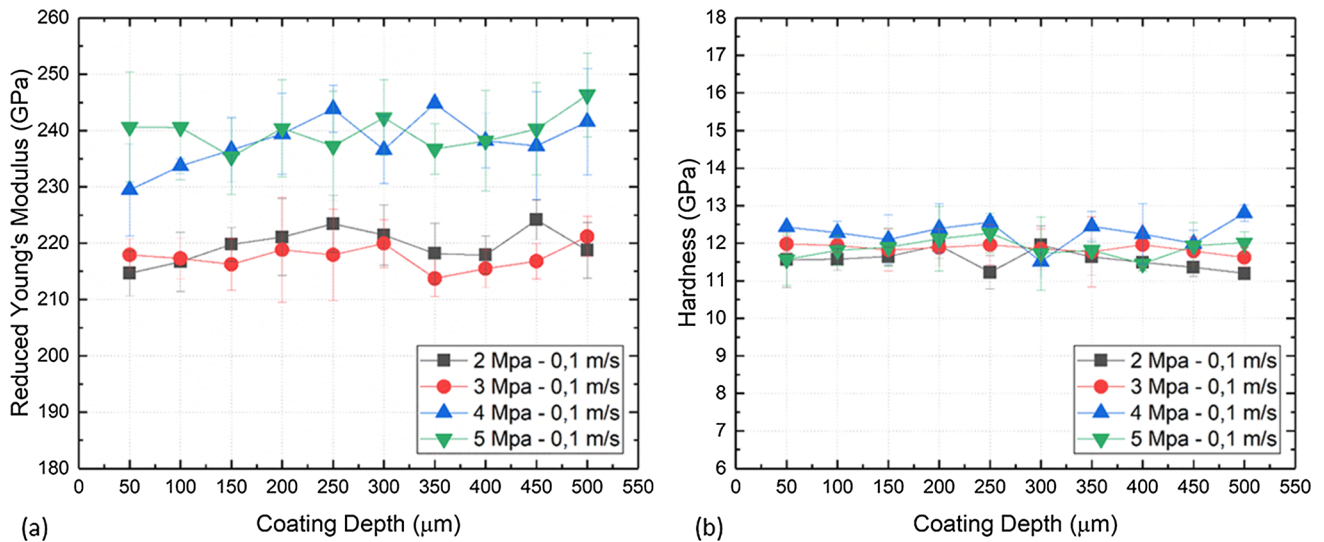 260
250
240
230
220
210
200
190
180
Reduced Young's Modulus (GPa)
2 Mpa - 0,1 m/s
3 Mpa - 0,1 m/s
4 Mpa - 0,1 m/s
5 Mpa - 0,1 m/s
0 50 100 150 200 250 300 350 400 450 500 550
(a) Coating Depth (μm)
18
17
16
15
14
13
12
11
10
9
8
7
6
Hardness (GPa)
2 Mpa - 0,1 m/s
3 Mpa - 0,1 m/s
4 Mpa - 0,1 m/s
5 Mpa - 0,1 m/s
0 50 100 150 200 250 300 350 400 450 500 550
(b) Coating Depth (μm)